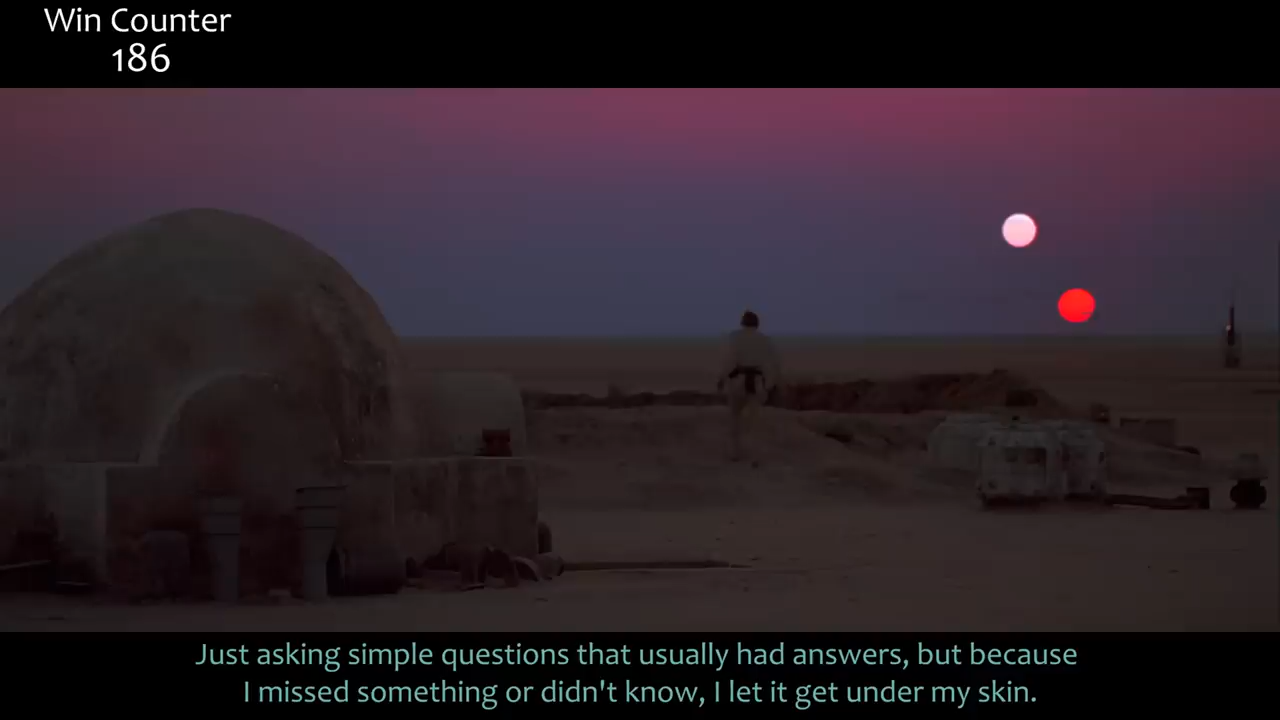 Win Counter
186
Just asking simple questions that usually had answers, but because
I missed something or didn't know, I let it get under my skin.